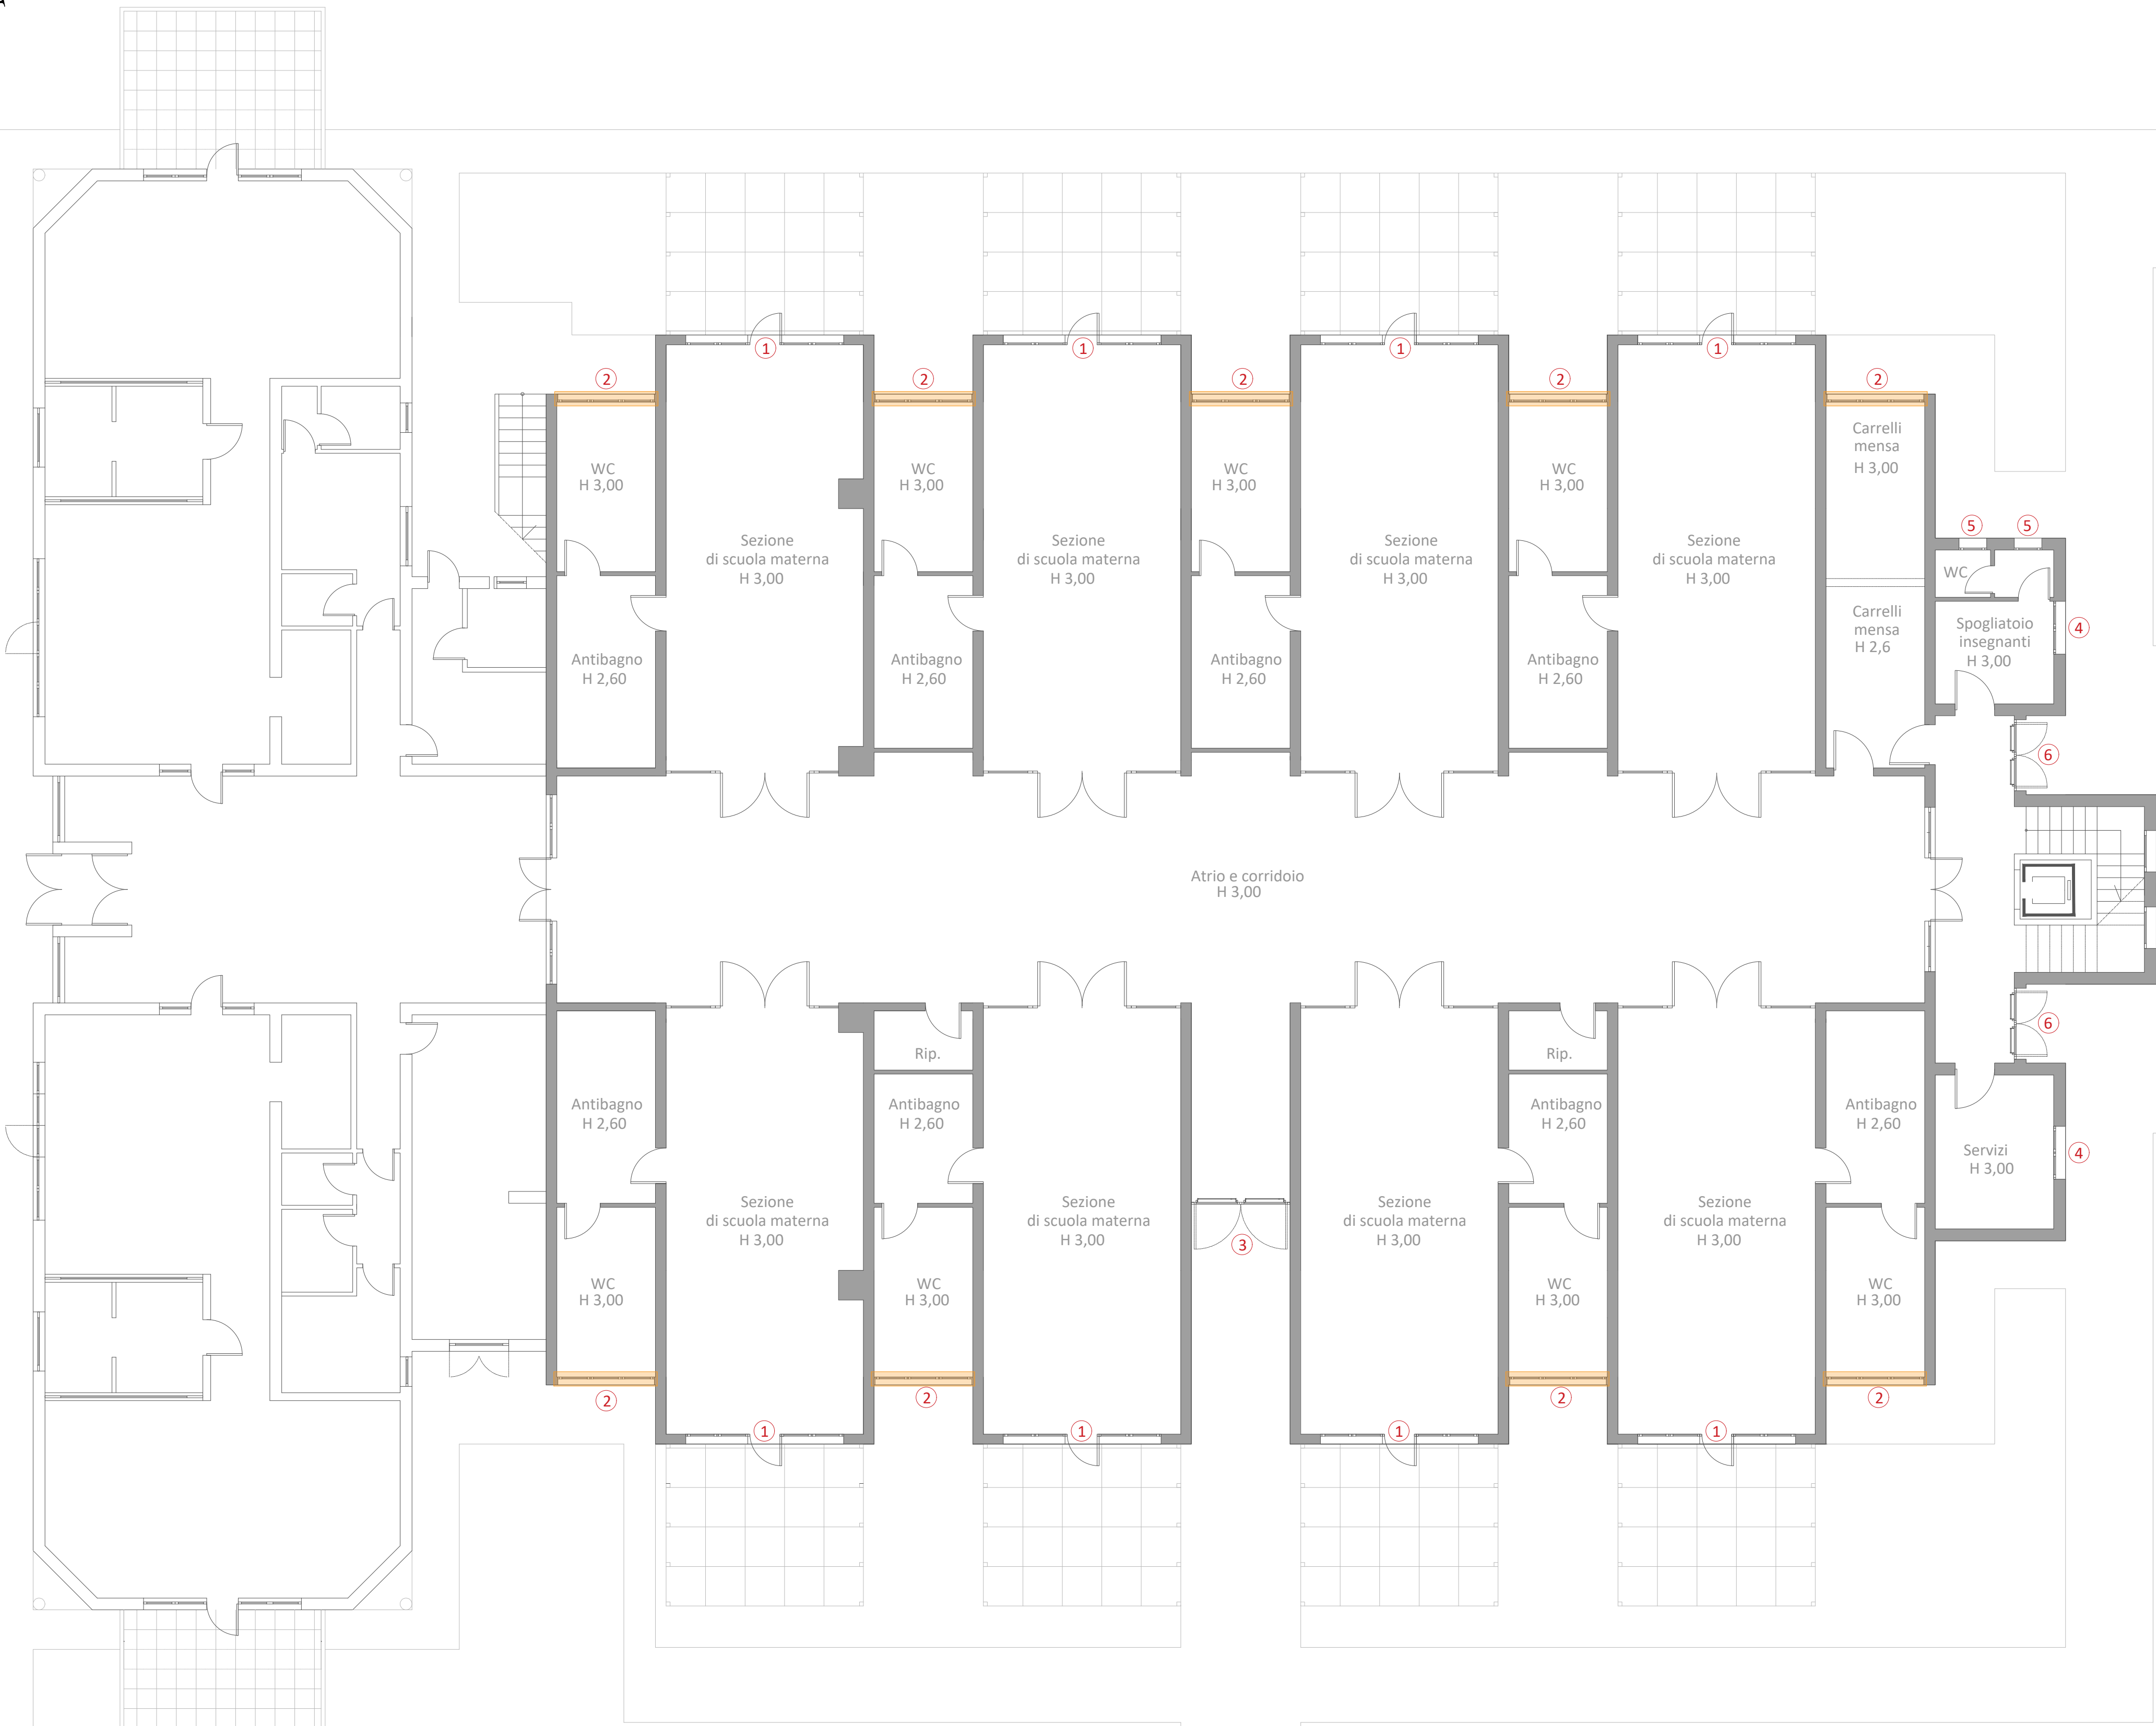 1
1
1
1
2
2
2
2
2
Carrelli
mensa
H 3,00
WC
H 3,00
WC
H 3,00
WC
H 3,00
WC
H 3,00
5
5
Sezione
di scuola materna
H 3,00
Sezione
di scuola materna
H 3,00
Sezione
di scuola materna
H 3,00
Sezione
di scuola materna
H 3,00
WC
Carrelli
mensa
H 2,6
Spogliatoio
insegnanti
H 3,00
4
Antibagno
H 2,60
Antibagno
H 2,60
Antibagno
H 2,60
Antibagno
H 2,60
6
Atrio e corridoio
H 3,00
6
Rip.
Rip.
Antibagno
H 2,60
Antibagno
H 2,60
Antibagno
H 2,60
Antibagno
H 2,60
Servizi
H 3,00
4
Sezione
di scuola materna
H 3,00
Sezione
di scuola materna
H 3,00
Sezione
di scuola materna
H 3,00
Sezione
di scuola materna
H 3,00
3
WC
H 3,00
WC
H 3,00
WC
H 3,00
WC
H 3,00
2
2
2
2
1
1
1
1